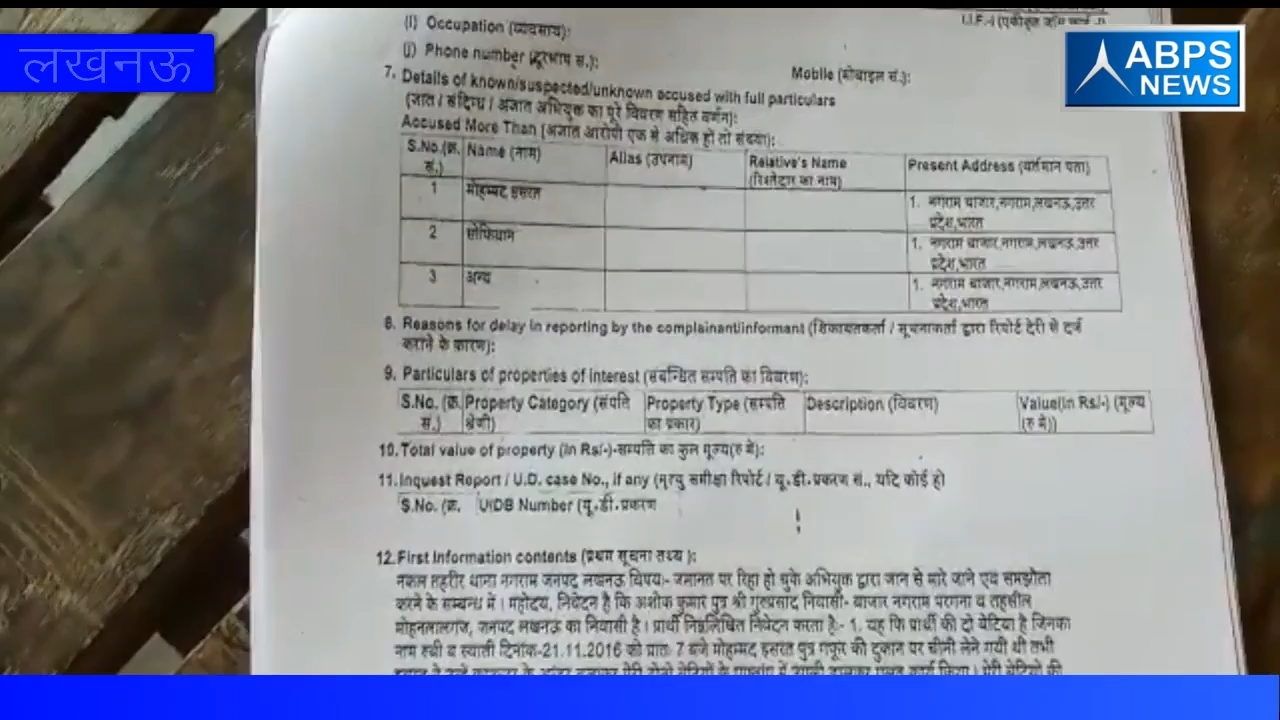 लखनऊ
ABPS
NEWS
(I) Occupation (व्यवसाय):
(J) Phone number (दूरभाष सं.):
Mobile (मोबाइल सं.):
7. Details of known/suspected/unknown accused with full particulars
(जात / संदिग्ध / अज्ञात अभियुक्त का पूरे विवरण सहित वर्णन):
Accused More Than (अज्ञात आरोपी एक से अधिक हो तो संख्या):
S.No.(क्र. सं.) Name (नाम) Alias (उपनाम) Relative's Name (रिश्तेदार का नाम) Present Address (वर्तमान पता)
1 मोहम्मद इसरत 1. नगराम बाजार,नगराम,लखनऊ,उत्तर
प्रदेश,भारत
2 सोफियाम 1. नगराम बाजार,नगराम,लखनऊ,उत्तर
प्रदेश,भारत
3 अन्य 1. नगराम बाजार,नगराम,लखनऊ,उत्तर
प्रदेश,भारत
8. Reasons for delay in reporting by the complainant/informant (शिकायतकर्ता / सूचनाकर्ता द्वारा रिपोर्ट देरी से दर्ज
कराने के कारण):
9. Particulars of properties of interest (संबन्धित सम्पति का विवरण):
S.No. (क्र. सं.) Property Category (संपति श्रेणी) Property Type (सम्पति का प्रकार) Description (विवरण) Value(In Rs/-) (मूल्य (रु में))
10. Total value of property (In Rs/-)-सम्पति का कुल मूल्य(रु में):
11. Inquest Report / U.D. case No., if any (मृत्यु समीक्षा रिपोर्ट / यू.डी.प्रकरण सं., यदि कोई हो
S.No. (क्र. UIDB Number (यू.डी.प्रकरण
12. First Information contents (प्रथम सूचना तथ्य ):
नकल तहरीर थाना नगराम जनपद लखनऊ विषय:- जमानत पर रिहा हो चुके अभियुक्त द्वारा जान से मारे जाने एव समझौता
करने के सम्बन्ध में । महोदय, निवेदन है कि अशोक कुमार पुत्र श्री गुरुप्रसाद निवासी- बाजार नगराम परगना व तहसील
मोहनलालगंज, जनपद लखनऊ का निवासी है । प्रार्थी निम्नलिखित निवेदन करता है:- 1. यह कि प्रार्थी की दो बेटिया है जिनका
नाम रुची व स्वाती दिनांक-21.11.2016 को प्रातः 7 बजे मोहम्मद इसरत पुत्र गफूर की दुकान पर चीनी लेने गयी थी तभी